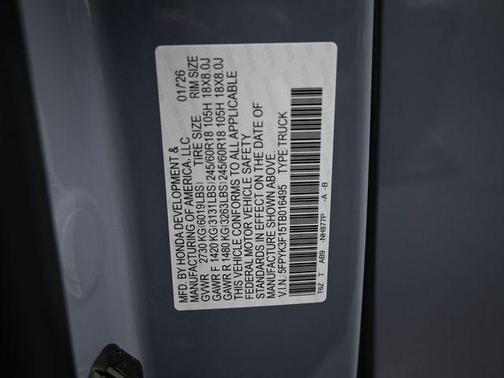 MFD. BY HONDA DEVELOPMENT & 01/26
MANUFACTURING OF AMERICA, LLC
GVWR 2730 KG(6019LBS) TIRE SIZE RIM SIZE
GAWR F 1420 KG(3131LBS) 245/60R18 105H 18X8.0J
GAWR R 1480 KG(3263LBS) 245/60R18 105H 18X8.0J
THIS VEHICLE CONFORMS TO ALL APPLICABLE
FEDERAL MOTOR VEHICLE SAFETY
STANDARDS IN EFFECT ON THE DATE OF
MANUFACTURE SHOWN ABOVE.
V.I.N. 5FPYK3F15TB016495 TYPE:TRUCK
T6Z T AB9 -NH877P -A -B